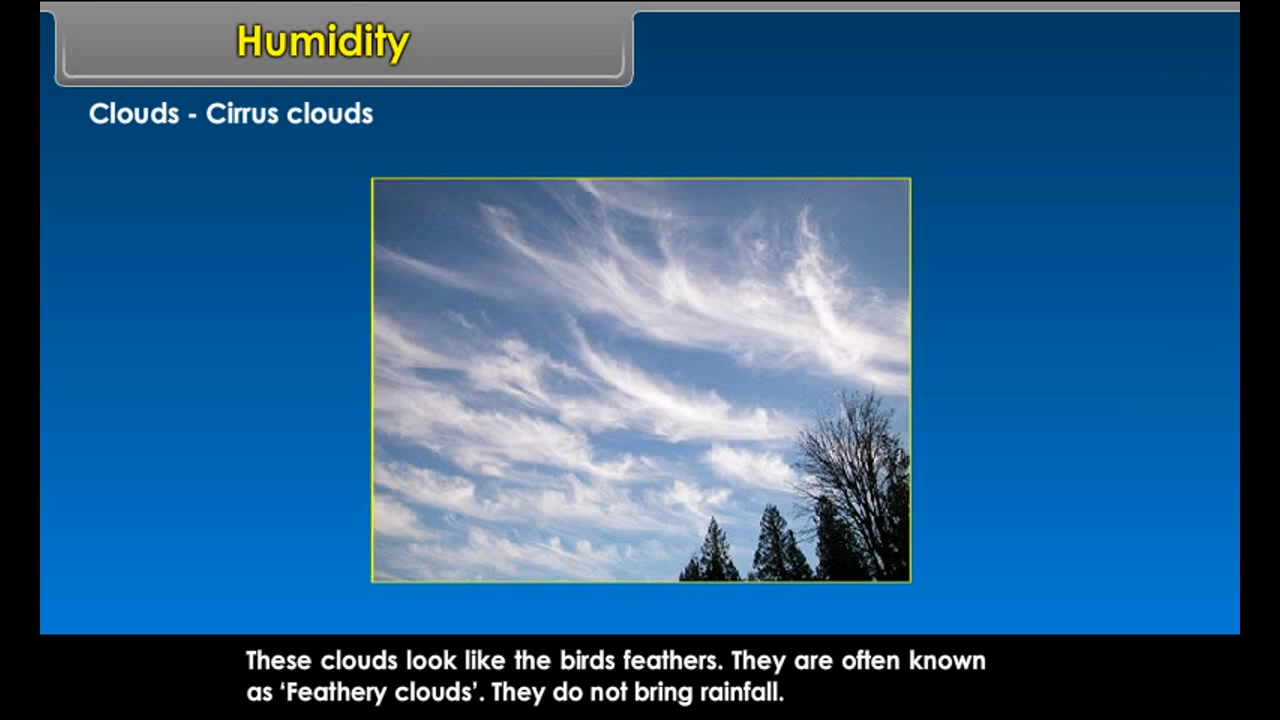 Humidity
Clouds - Cirrus clouds
These clouds look like the birds feathers. They are often known
as ‘Feathery clouds’. They do not bring rainfall.